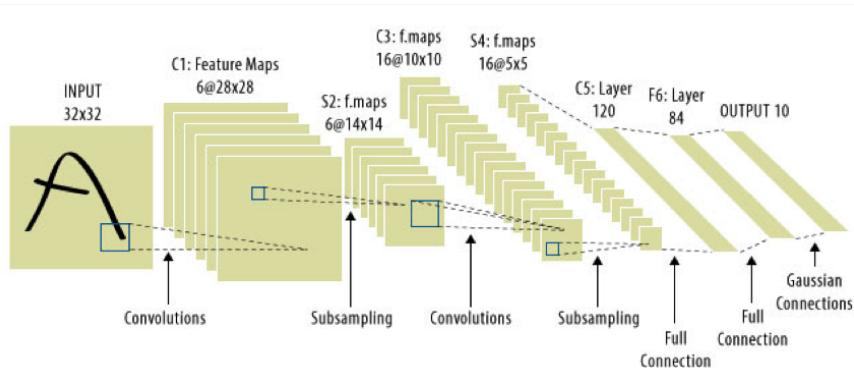 INPUT
32x32
C1: Feature Maps
6@28x28
S2: f.maps
6@14x14
C3: f.maps
16@10x10
S4: f.maps
16@5x5
C5: Layer
120
F6: Layer
84
OUTPUT 10
Convolutions
Subsampling
Convolutions
Subsampling
Full
Connection
Full
Connection
Gaussian
Connections